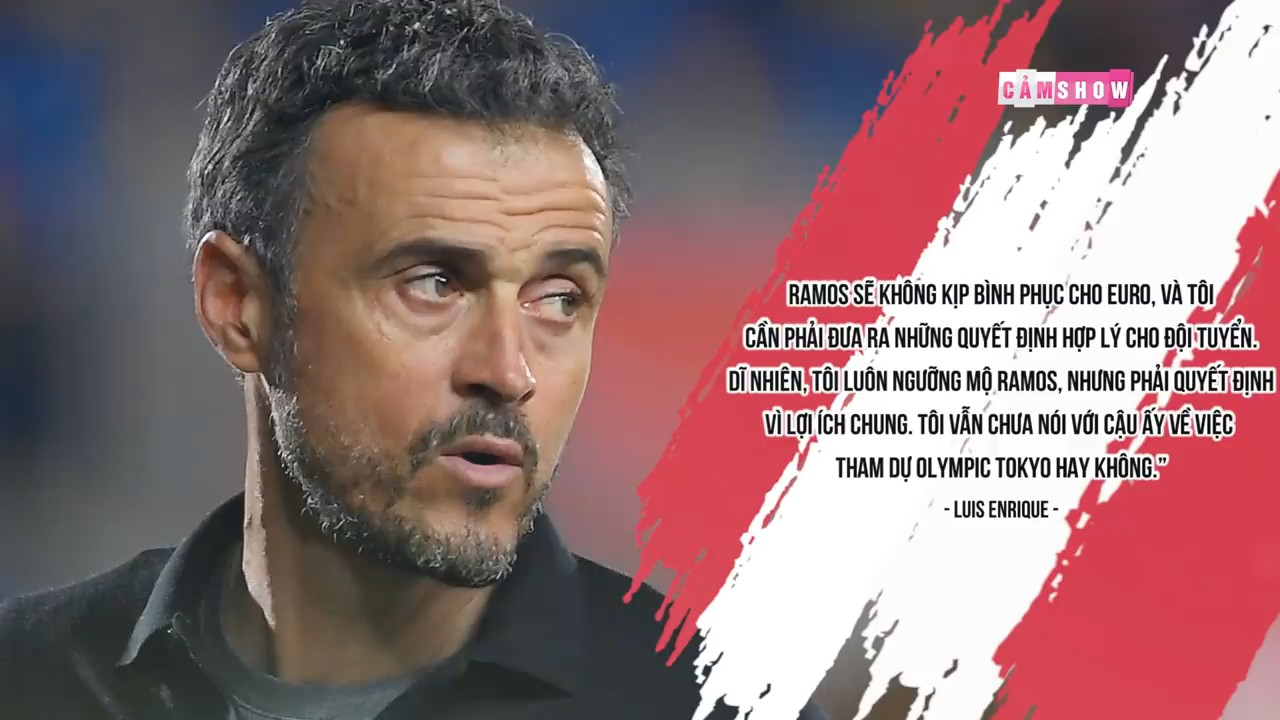 CẢMSHOW
RAMOS SẼ KHÔNG KỊP BÌNH PHỤC CHO EURO, VÀ TÔI
CẦN PHẢI ĐƯA RA NHỮNG QUYẾT ĐỊNH HỢP LÝ CHO ĐỘI TUYỂN.
DĨ NHIÊN, TÔI LUÔN NGƯỠNG MỘ RAMOS, NHƯNG PHẢI QUYẾT ĐỊNH
VÌ LỢI ÍCH CHUNG. TÔI VẪN CHƯA NÓI VỚI CẬU ẤY VỀ VIỆC
THAM DỰ OLYMPIC TOKYO HAY KHÔNG.”
- LUIS ENRIQUE -